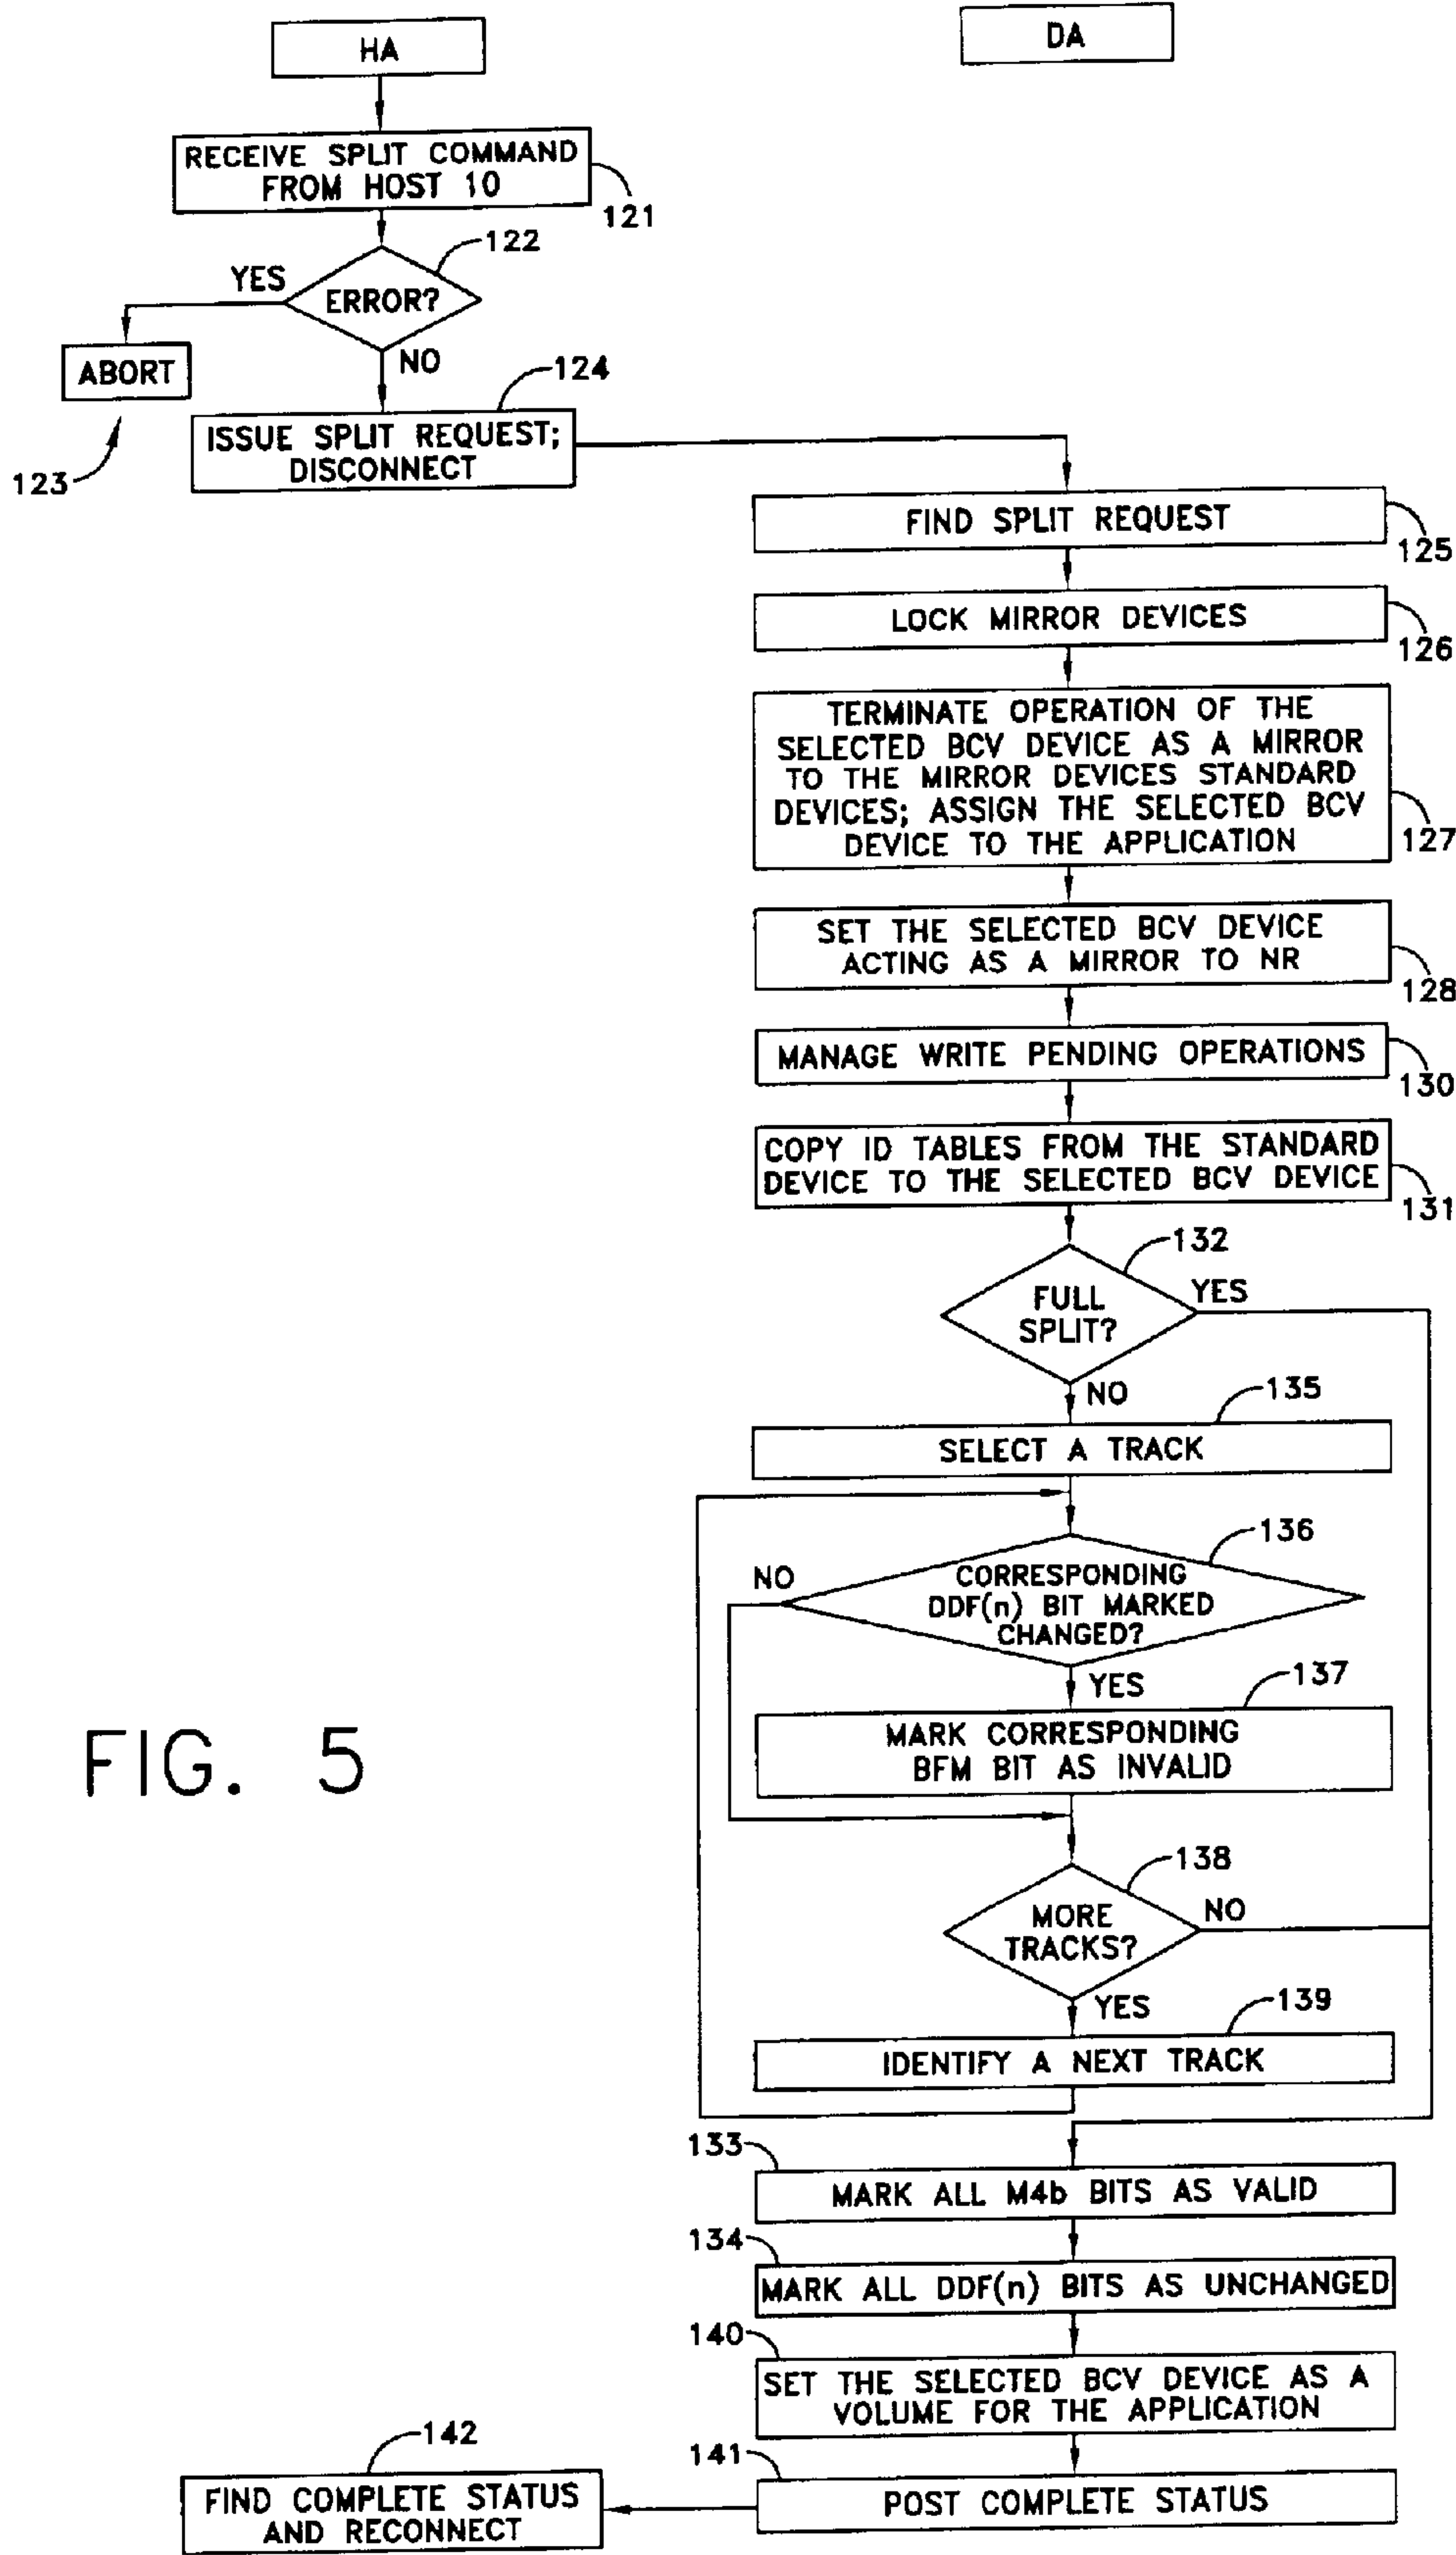 HA
DA
RECEIVE SPLIT COMMAND
FROM HOST 10
121
122
YES
ERROR?
NO
ABORT
123
124
ISSUE SPLIT REQUEST;
DISCONNECT
FIND SPLIT REQUEST
125
LOCK MIRROR DEVICES
126
TERMINATE OPERATION OF THE
SELECTED BCV DEVICE AS A MIRROR
TO THE MIRROR DEVICES STANDARD
DEVICES; ASSIGN THE SELECTED BCV
DEVICE TO THE APPLICATION
127
SET THE SELECTED BCV DEVICE
ACTING AS A MIRROR TO NR
128
MANAGE WRITE PENDING OPERATIONS
130
COPY ID TABLES FROM THE STANDARD
DEVICE TO THE SELECTED BCV DEVICE
131
132
FULL
SPLIT?
YES
NO
135
SELECT A TRACK
136
NO
CORRESPONDING
DDF(n) BIT MARKED
CHANGED?
YES
137
MARK CORRESPONDING
BFM BIT AS INVALID
FIG. 5
138
MORE
TRACKS?
NO
YES
139
IDENTIFY A NEXT TRACK
133
MARK ALL M4b BITS AS VALID
134
MARK ALL DDF(n) BITS AS UNCHANGED
140
SET THE SELECTED BCV DEVICE AS A
VOLUME FOR THE APPLICATION
141
POST COMPLETE STATUS
142
FIND COMPLETE STATUS
AND RECONNECT